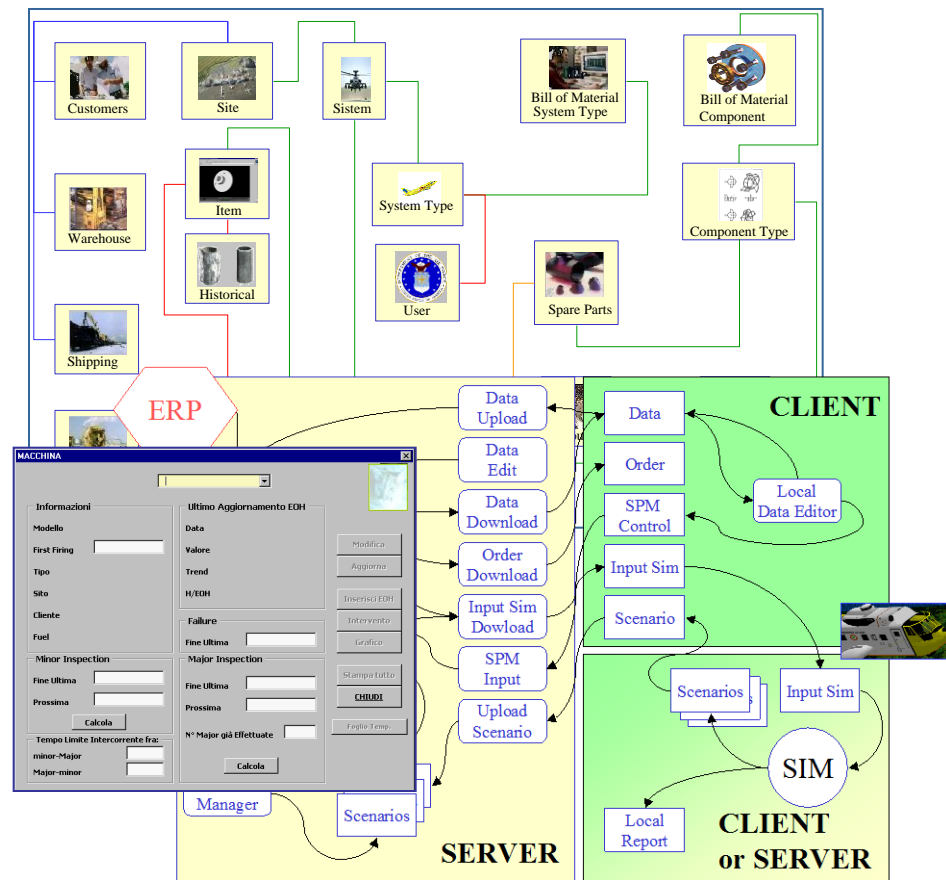 Customers
Site
Sistem
Bill of Material
System Type
Bill of Material
Component
Warehouse
Item
System Type
Component Type
Historical
User
Spare Parts
Shipping
ERP
Data
Upload
Data
Edit
Data
Download
Order
Download
Input Sim
Dowload
SPM
Input
Upload
Scenario
Manager
Scenarios
SERVER
CLIENT
Data
Order
SPM
Control
Local
Data Editor
Input Sim
Scenario
Scenarios
Input Sim
SIM
Local
Report
CLIENT
or SERVER
MACCHINA
Informazioni
Modello
First Firing
Tipo
Sito
Cliente
Fuel
Ultimo Aggiornamento EOH
Data
Valore
Trend
H/EOH
Failure
Fine Ultima
Minor Inspection
Fine Ultima
Prossima
Calcola
Major Inspection
Fine Ultima
Prossima
N° Major già Effettuate
Calcola
Tempo Limite Intercorrente fra:
minor-Major
Major-minor
Modifica
Aggiorna
Inserisci EOH
Intervento
Grafico
Stampa tutto
CHIUDI
Foglio Temp.